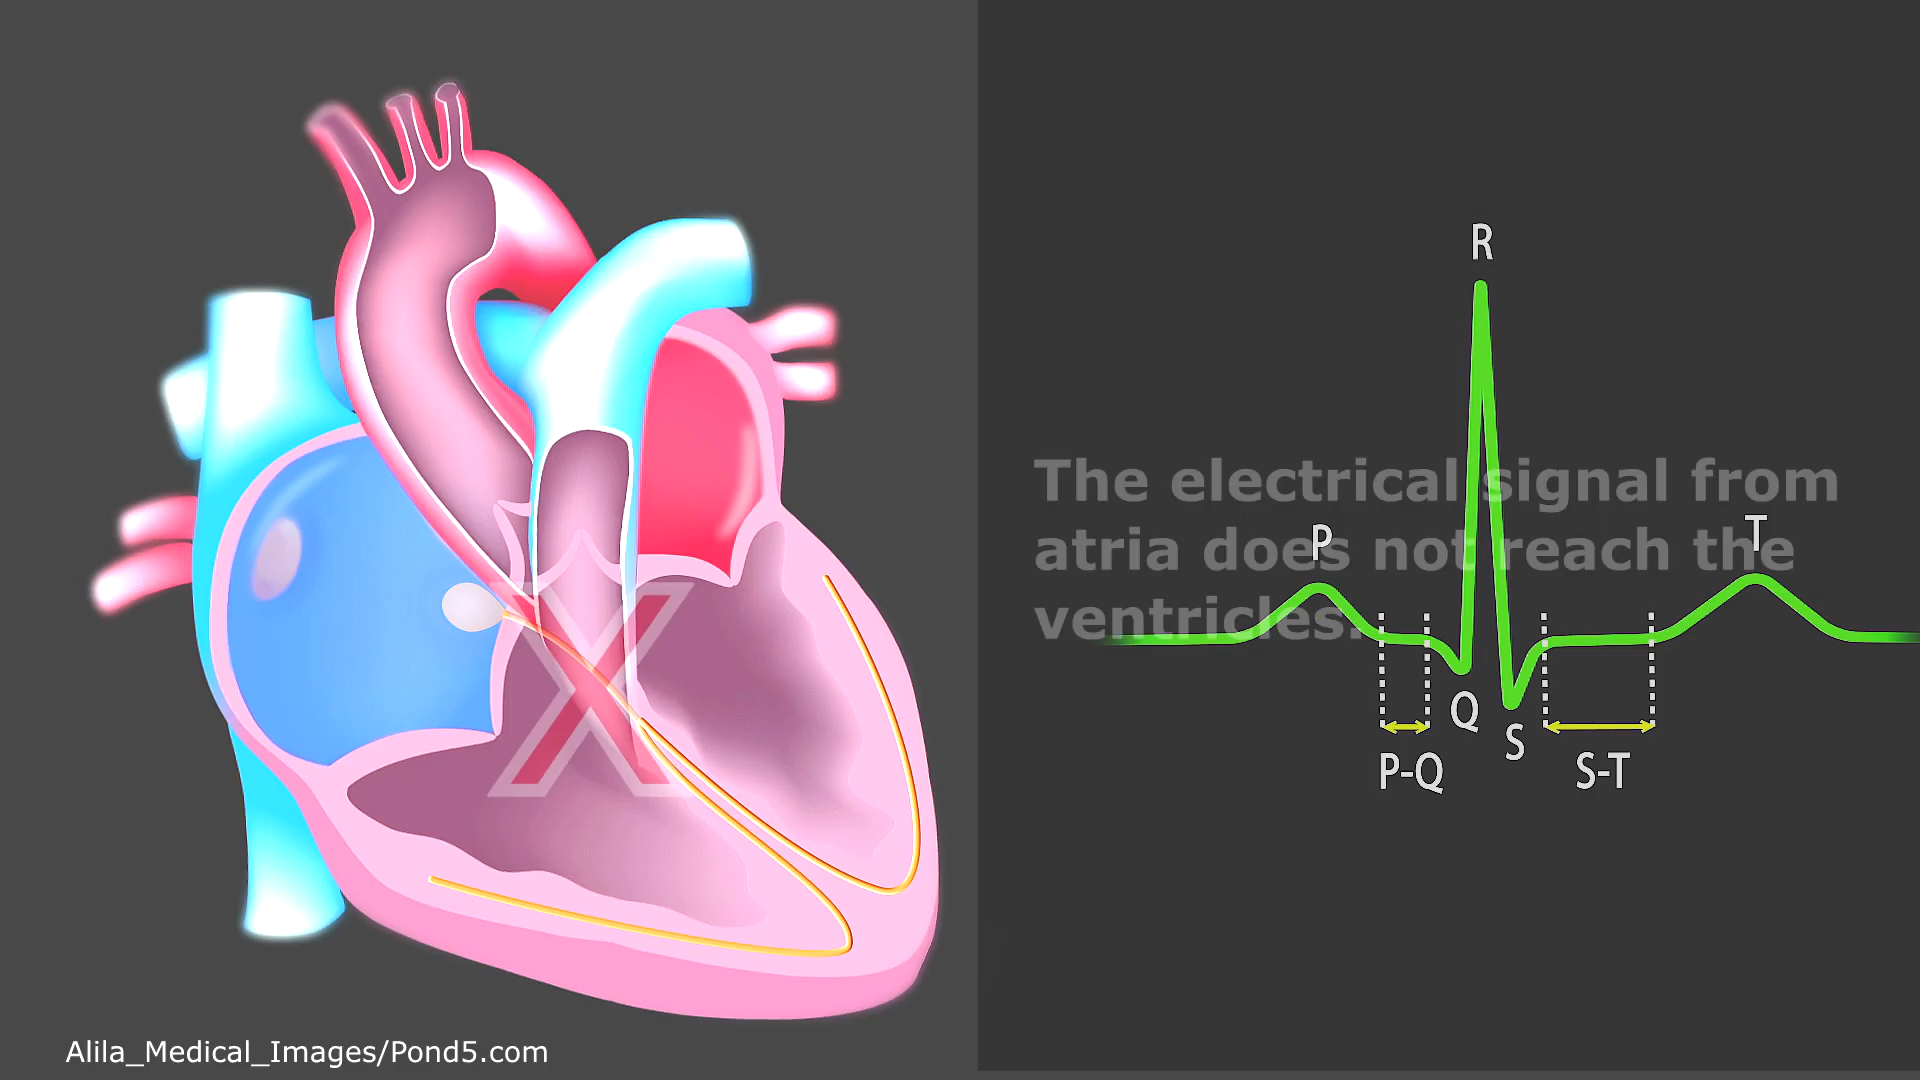 R
The electrical signal from
atria does not reach the
ventricles.
P
T
Q
S
P-Q
S-T
X
Alila_Medical_Images/Pond5.com